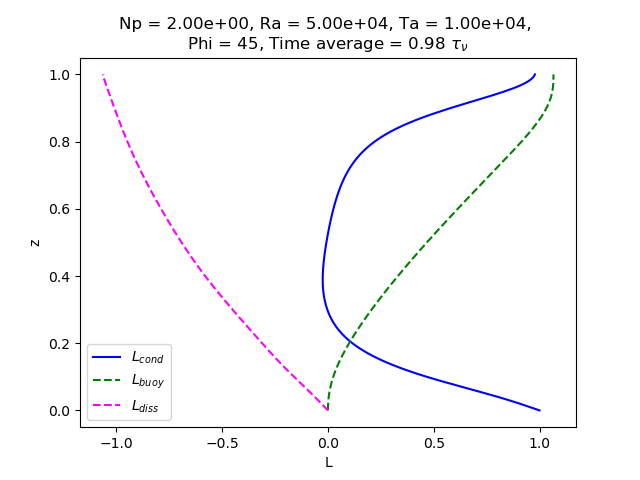 Np = 2.00e+00, Ra = 5.00e+04, Ta = 1.00e+04,
Phi = 45, Time average = 0.98 τ_ν
1.0
0.8
0.6
z
0.4
0.2
0.0
L_cond
L_buoy
L_diss
−1.0 −0.5 0.0 0.5 1.0
L